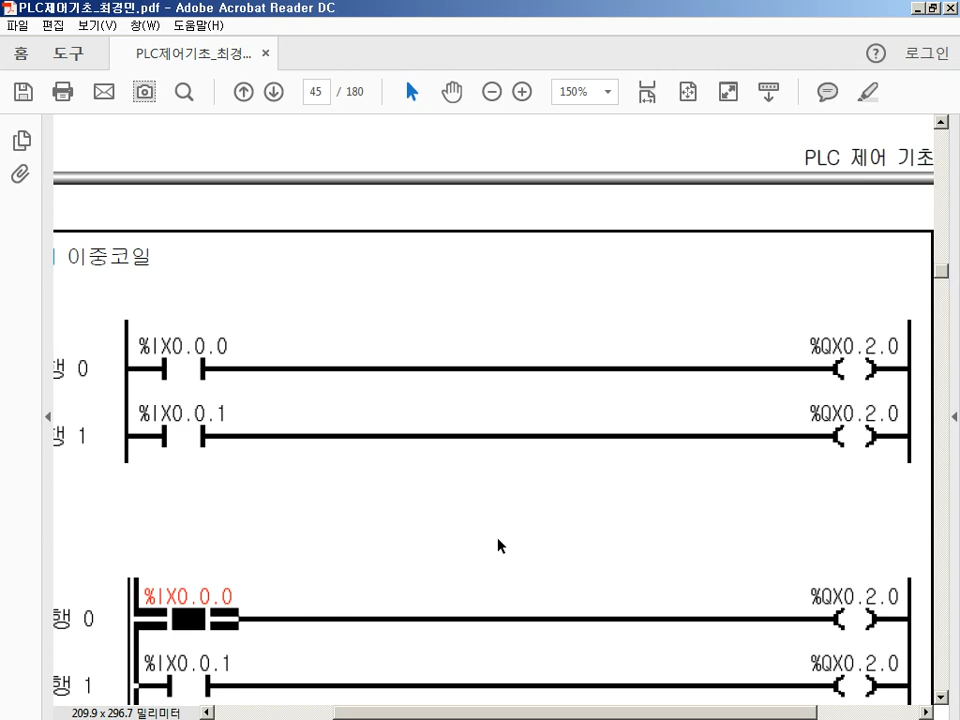 PLC제어기초_최경민.pdf - Adobe Acrobat Reader DC
파일 편집 보기(V) 창(W) 도움말(H)
홈 도구 PLC제어기초_최경... × 로그인
45 / 180 150%
PLC 제어 기초
이중코일
%IX0.0.0 %QX0.2.0
행 0
%IX0.0.1 %QX0.2.0
행 1
%IX0.0.0 %QX0.2.0
행 0
%IX0.0.1 %QX0.2.0
행 1
209.9 x 296.7 밀리미터